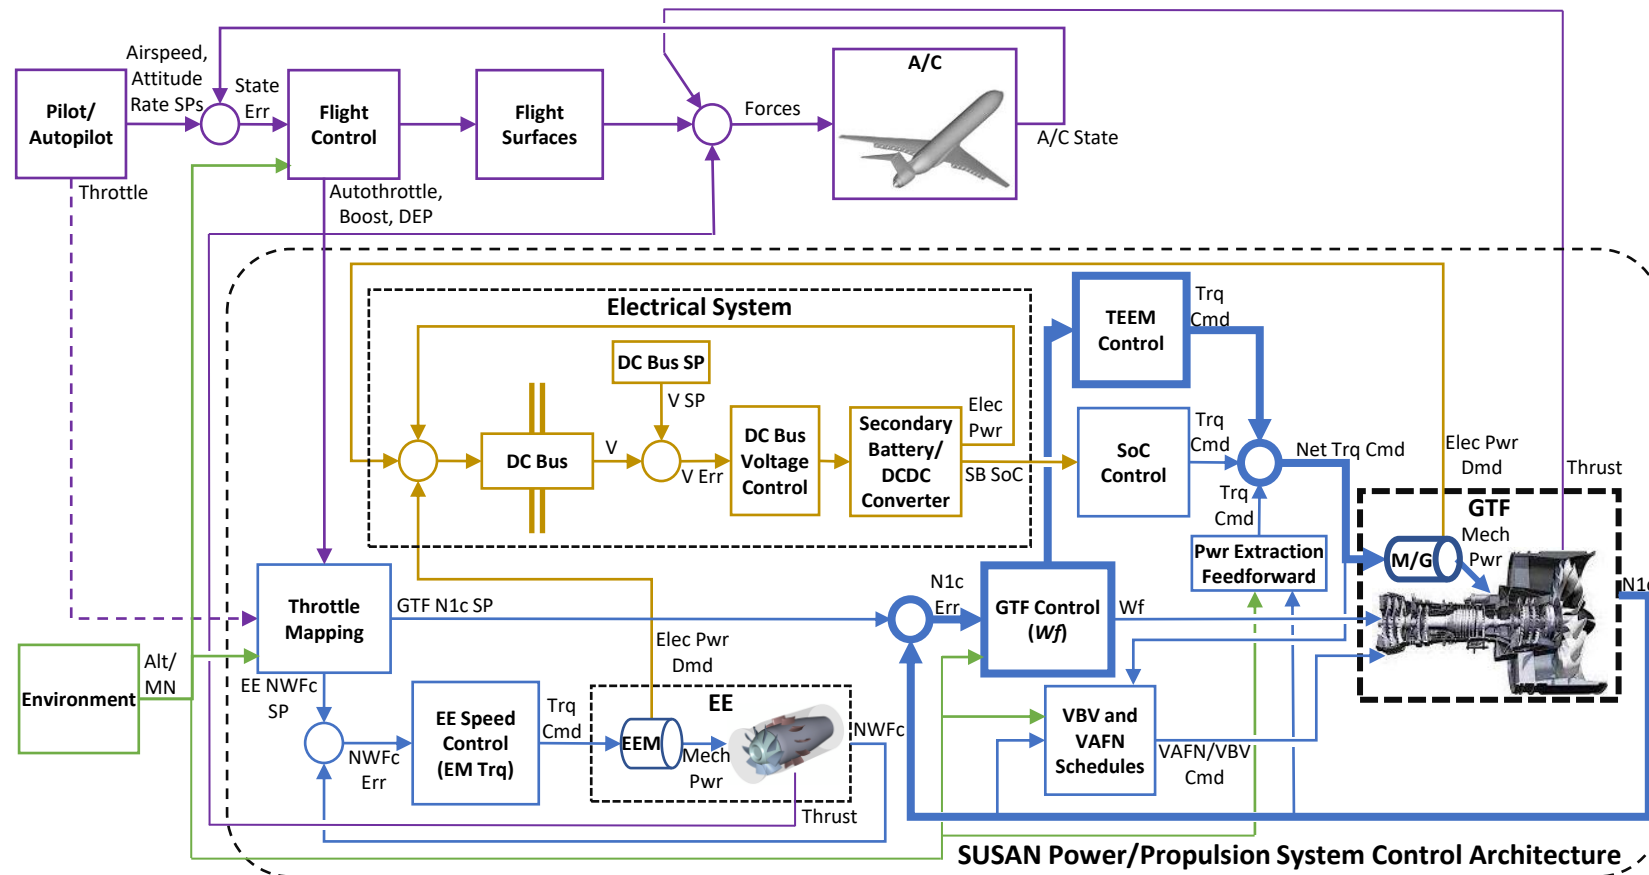 Airspeed,
Attitude
Rate SPs
State
Err
Pilot/
Autopilot
Flight
Control
Flight
Surfaces
Forces
A/C
A/C State
Throttle
Autothrottle,
Boost, DEP
Electrical System
DC Bus SP
V SP
DC Bus
V
V Err
DC Bus
Voltage
Control
Secondary
Battery/
DCDC
Converter
Elec
Pwr
SB SoC
TEEM
Control
Trq
Cmd
SoC
Control
Trq
Cmd
Trq
Cmd
Net Trq Cmd
Elec Pwr
Dmd
Thrust
GTF
Mech
Pwr
M/G
Pwr Extraction
Feedforward
N1c
Throttle
Mapping
GTF N1c SP
N1c
Err
GTF Control
(Wf)
Wf
Environment
Alt/
MN
EE NWFc
SP
NWFc
Err
EE Speed
Control
(EM Trq)
Trq
Cmd
Elec Pwr
Dmd
EE
EEM
Mech
Pwr
NWFc
Thrust
VBV and
VAFN
Schedules
VAFN/VBV
Cmd
SUSAN Power/Propulsion System Control Architecture